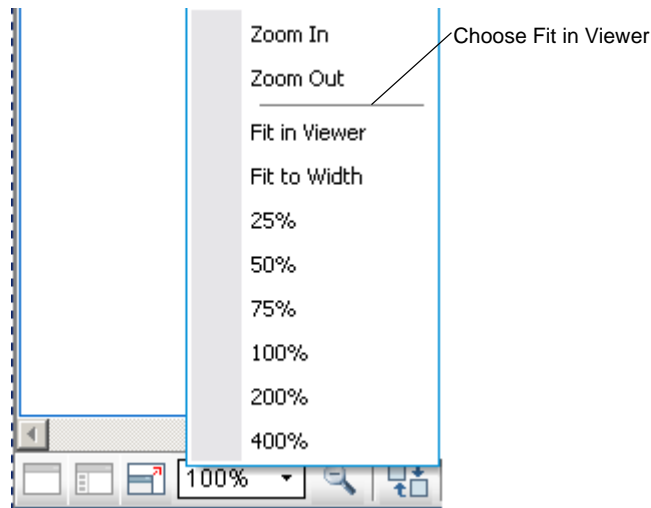 Zoom In
Choose Fit in Viewer
Zoom Out
Fit in Viewer
Fit to Width
25%
50%
75%
100%
200%
400%
100%